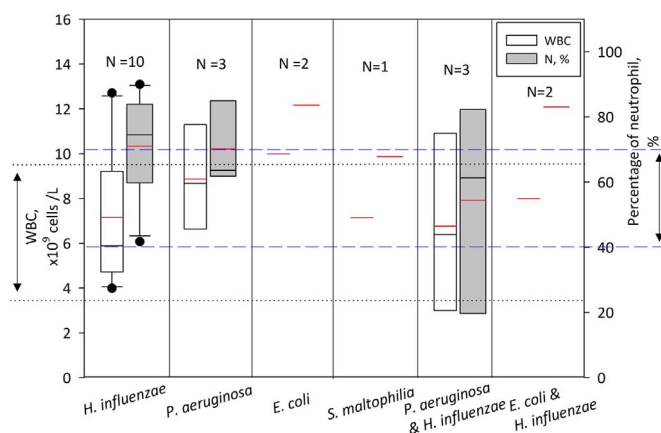 16
14
12
10
8
6
4
2
0
WBC,
x10⁹ cells /L
N =10
N =3
N =2
N=1
N=3
N=2
WBC
N, %
100
80
60
40
20
0
Percentage of neutrophil,
%
H. influenzae
P. aeruginosa
E. coli
S. maltophilia
P. aeruginosa
& H. influenzae
E. coli &
H. influenzae